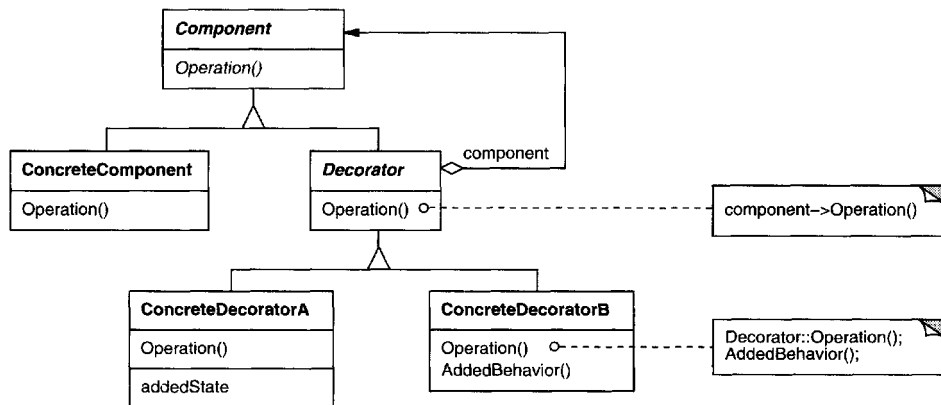 Component
Operation()
component
ConcreteComponent
Operation()
Decorator
Operation()
component->Operation()
ConcreteDecoratorA
Operation()
addedState
ConcreteDecoratorB
Operation()
AddedBehavior()
Decorator::Operation();
AddedBehavior();